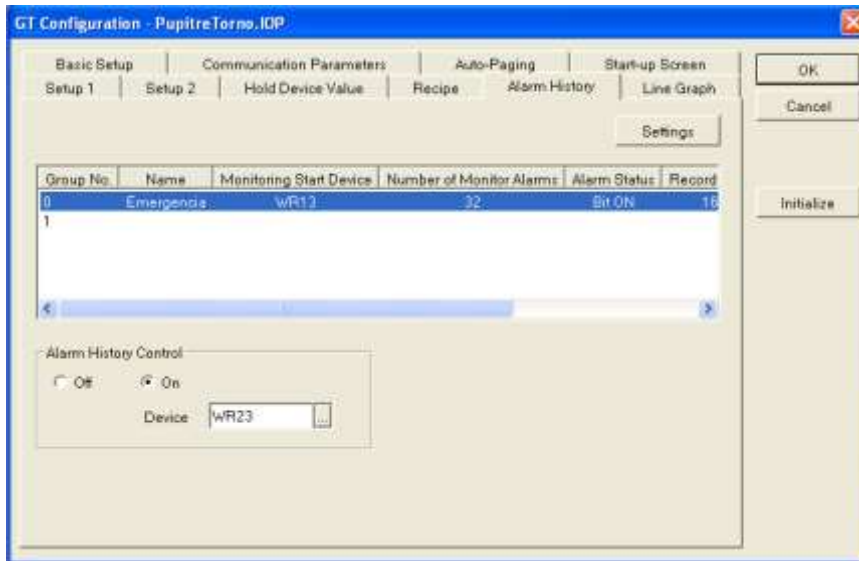 GT Configuration - PupitreTorno.IOP
Basic Setup Communication Parameters Auto-Paging Start-up Screen
Setup 1 Setup 2 Hold Device Value Recipe Alarm History Line Graph
OK
Cancel
Settings
Group No. Name Monitoring Start Device Number of Monitor Alarms Alarm Status Record
0 Emergencia WR13 32 Bit ON 16
1
Initialize
Alarm History Control
Off On
Device WR23 ...